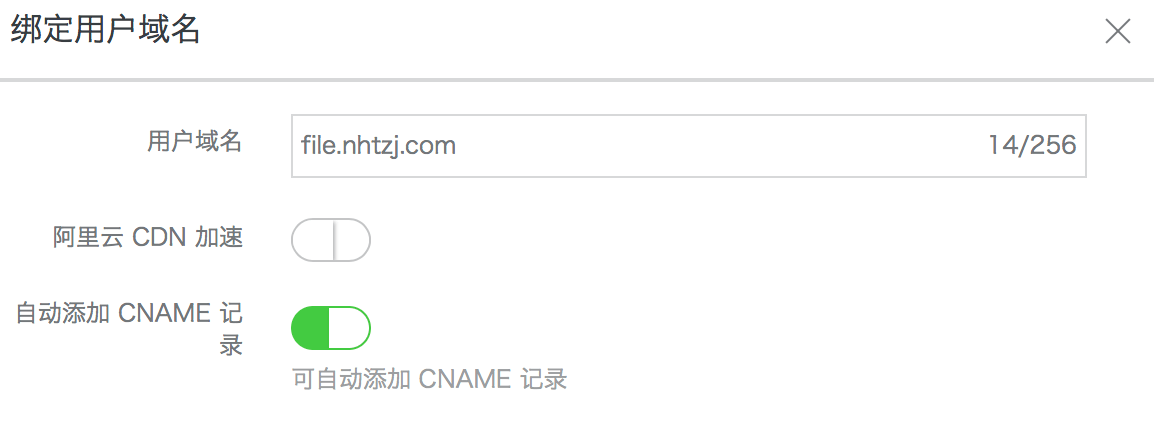 绑定用户域名
用户域名
file.nhtzj.com 14/256
阿里云 CDN 加速
自动添加 CNAME 记
录
可自动添加 CNAME 记录